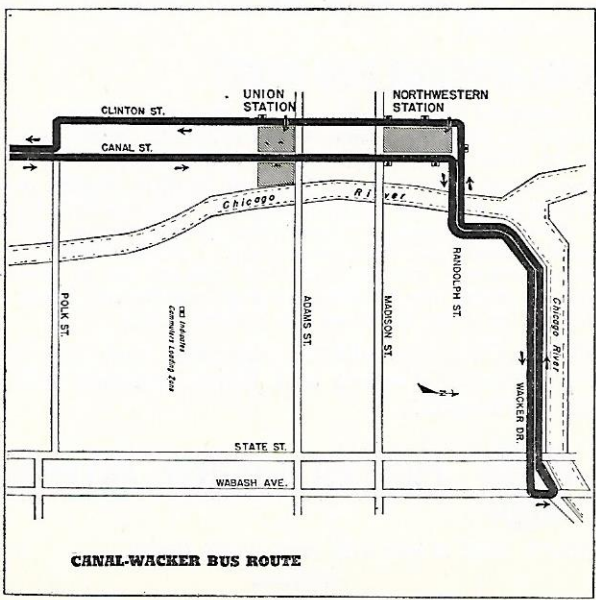 UNION
STATION
NORTHWESTERN
STATION
CLINTON ST.
CANAL ST.
Chicago River
POLK ST.
Indicates
Commuters Loading Zone
ADAMS ST.
MADISON ST.
RANDOLPH ST.
Chicago River
N
WACKER DR.
STATE ST.
WABASH AVE.
CANAL-WACKER BUS ROUTE